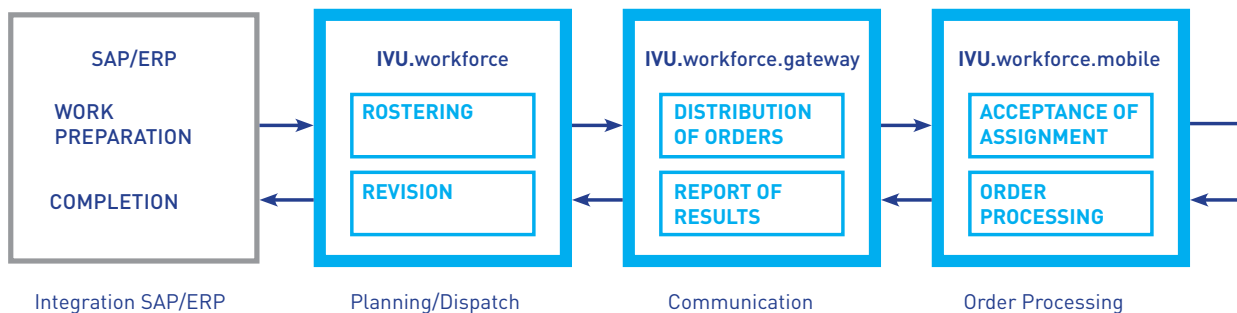 SAP/ERP
WORK
PREPARATION
COMPLETION
Integration SAP/ERP
IVU.workforce
ROSTERING
REVISION
Planning/Dispatch
IVU.workforce.gateway
DISTRIBUTION
OF ORDERS
REPORT OF
RESULTS
Communication
IVU.workforce.mobile
ACCEPTANCE OF
ASSIGNMENT
ORDER
PROCESSING
Order Processing